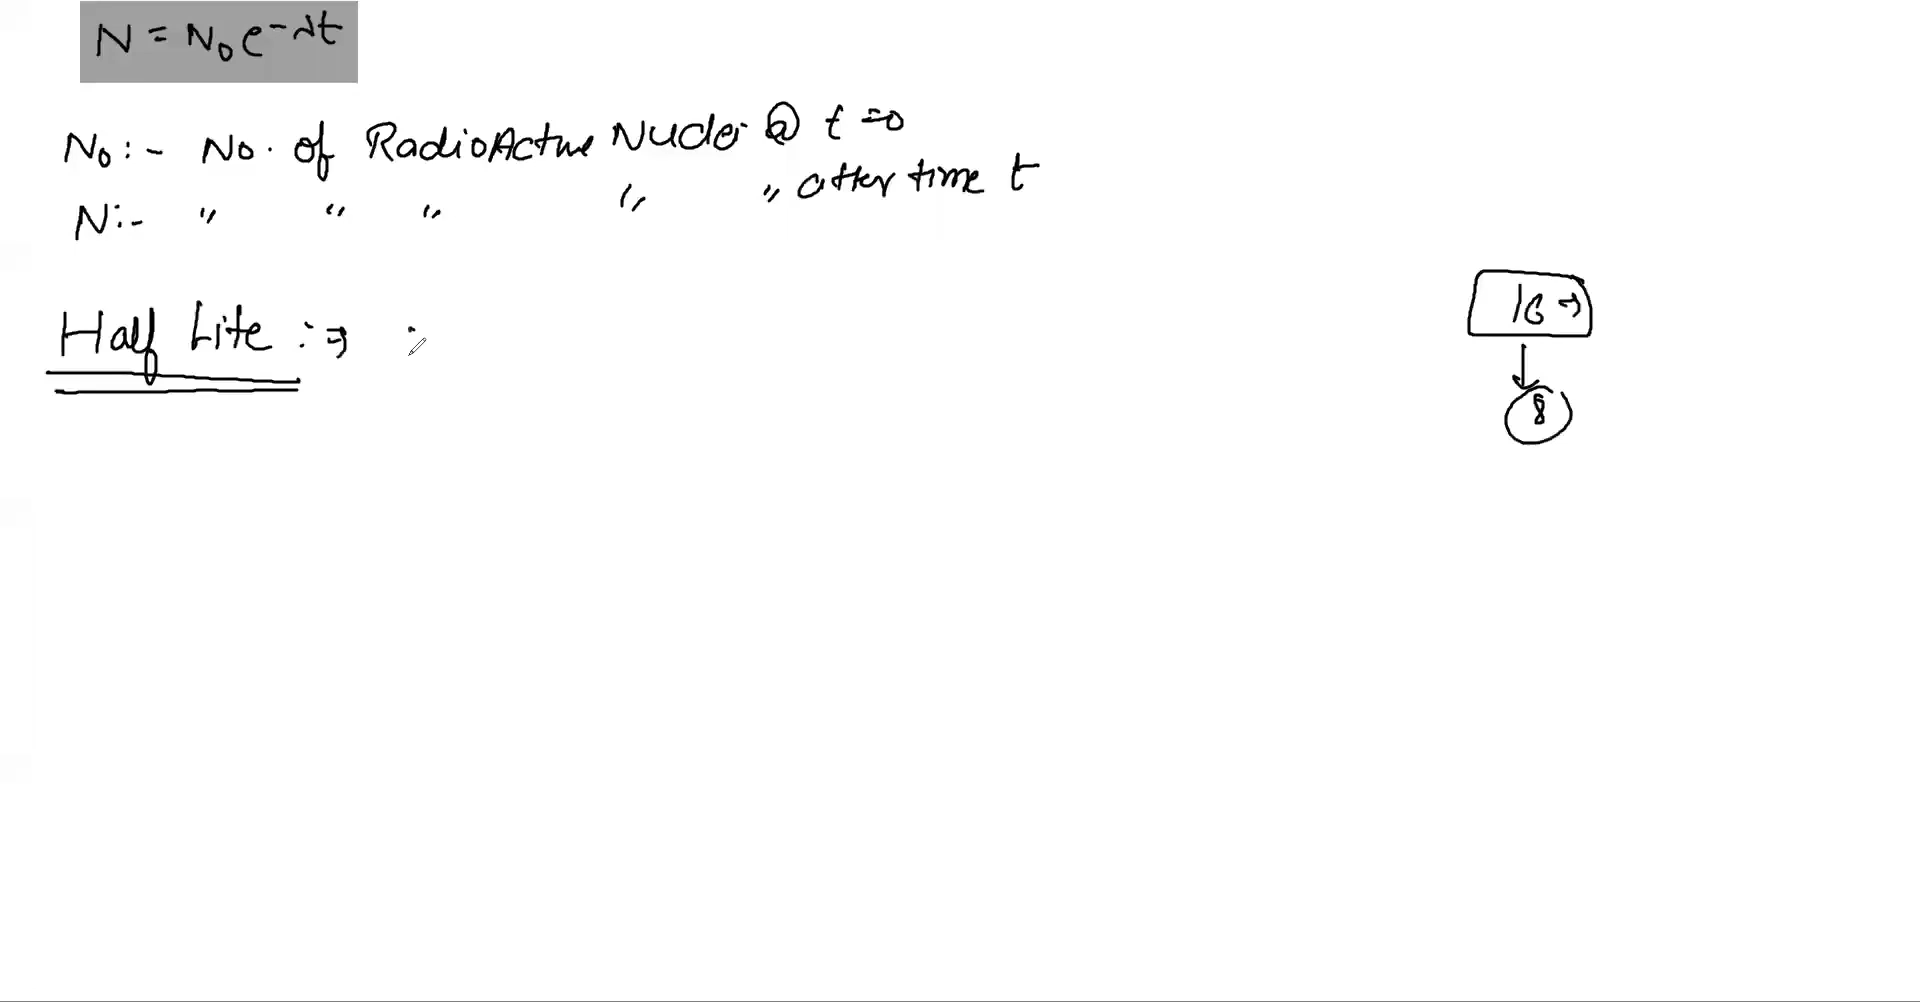 N = N₀e^-λt
N₀ :- No. of RadioActive Nuclei @ t=0
N :- " " " " " after time t
Half Life :⇒ :
16 →
↓
8